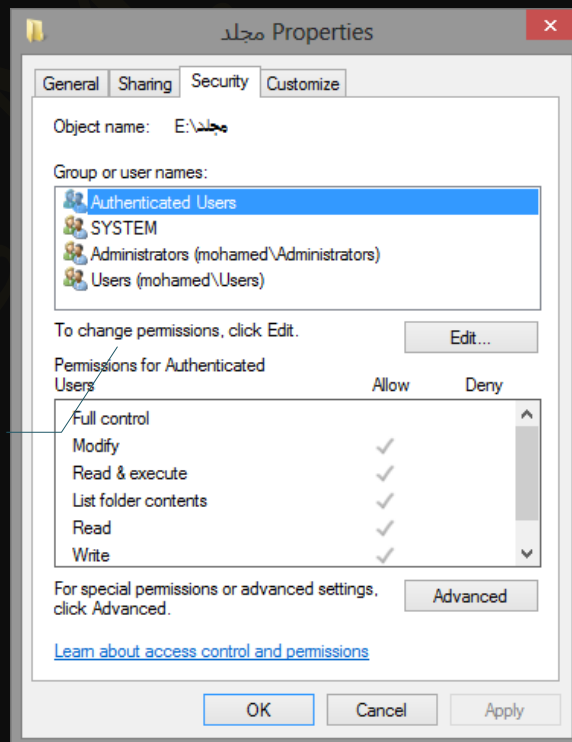 مجلد Properties
General Sharing Security Customize
Object name: E:\مجلد
Group or user names:
Authenticated Users
SYSTEM
Administrators (mohamed\Administrators)
Users (mohamed\Users)
To change permissions, click Edit.
Edit...
Permissions for Authenticated
Users Allow Deny
Full control
Modify
Read & execute
List folder contents
Read
Write
For special permissions or advanced settings,
click Advanced.
Advanced
Learn about access control and permissions
OK Cancel Apply